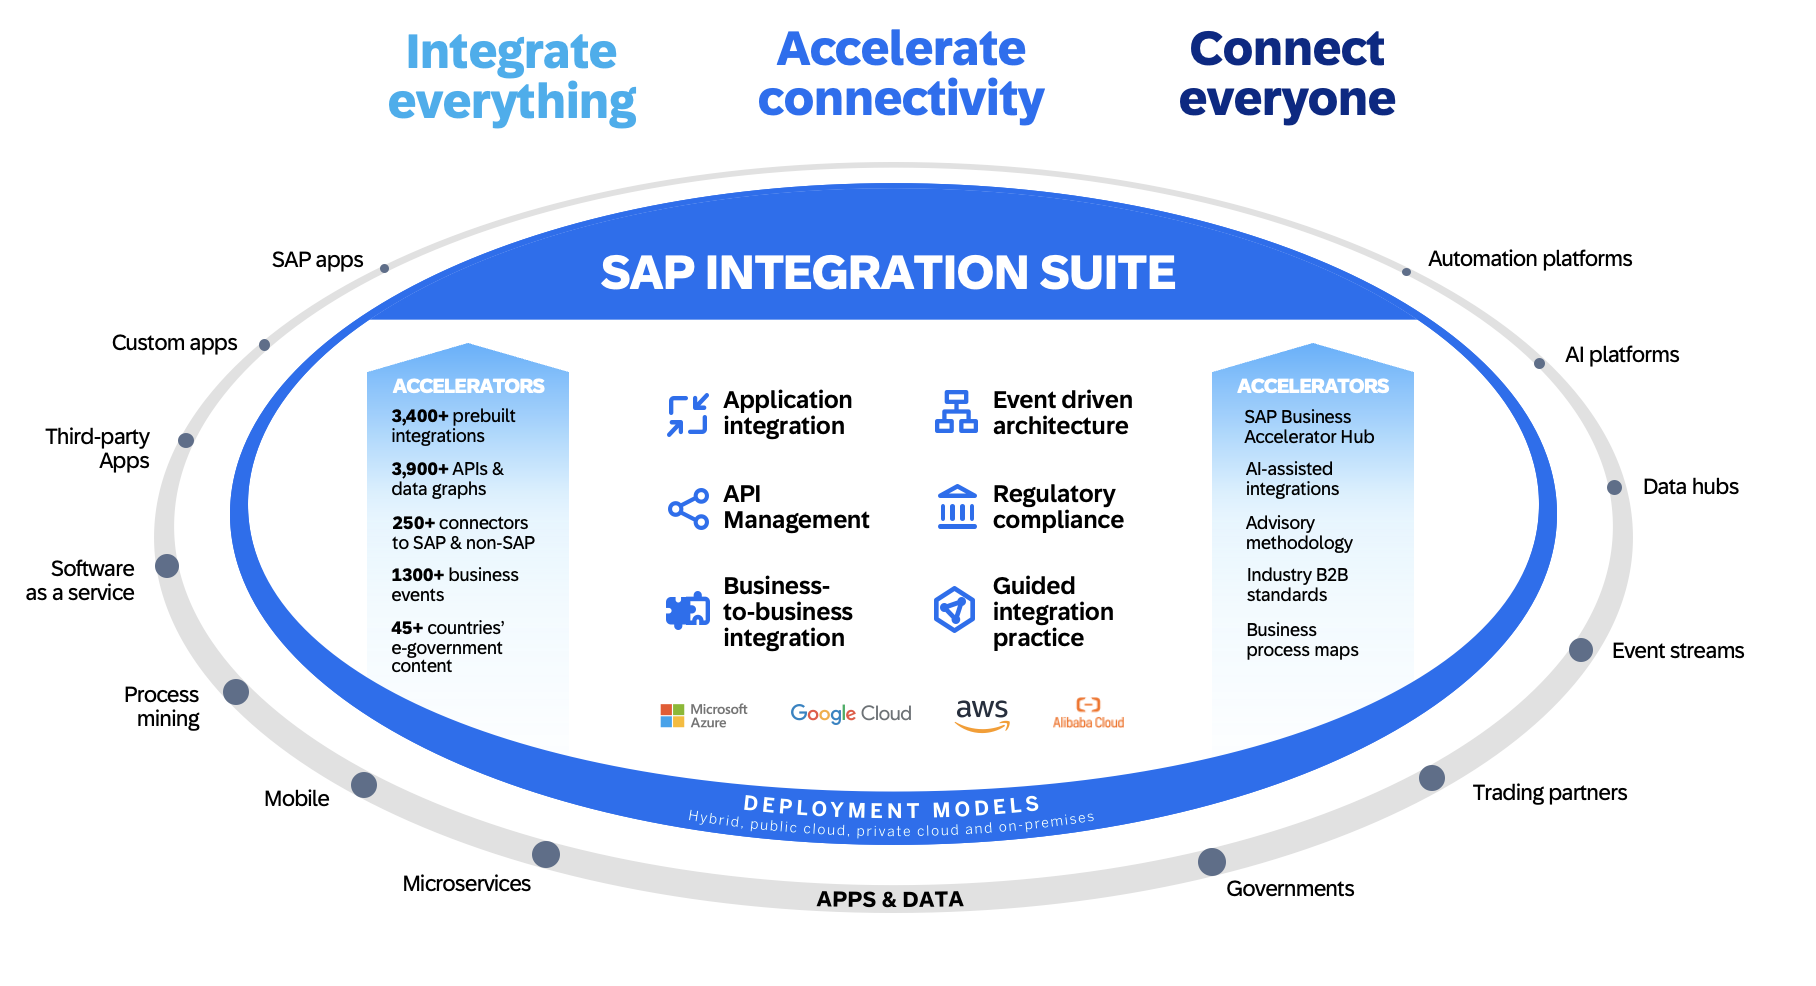 Integrate
everything
Accelerate
connectivity
Connect
everyone
SAP INTEGRATION SUITE
SAP apps
Custom apps
Third-party
Apps
Software
as a service
Process
mining
Mobile
Microservices
ACCELERATORS
3,400+ prebuilt
integrations
3,900+ APIs &
data graphs
250+ connectors
to SAP & non-SAP
1300+ business
events
45+ countries’
e-government
content
Application
integration
API
Management
Business-
to-business
integration
Event driven
architecture
Regulatory
compliance
Guided
integration
practice
Microsoft
Azure
Google Cloud
aws
Alibaba Cloud
ACCELERATORS
SAP Business
Accelerator Hub
AI-assisted
integrations
Advisory
methodology
Industry B2B
standards
Business
process maps
Automation platforms
AI platforms
Data hubs
Event streams
Trading partners
Governments
DEPLOYMENT MODELS
Hybrid, public cloud, private cloud and on-premises
APPS & DATA